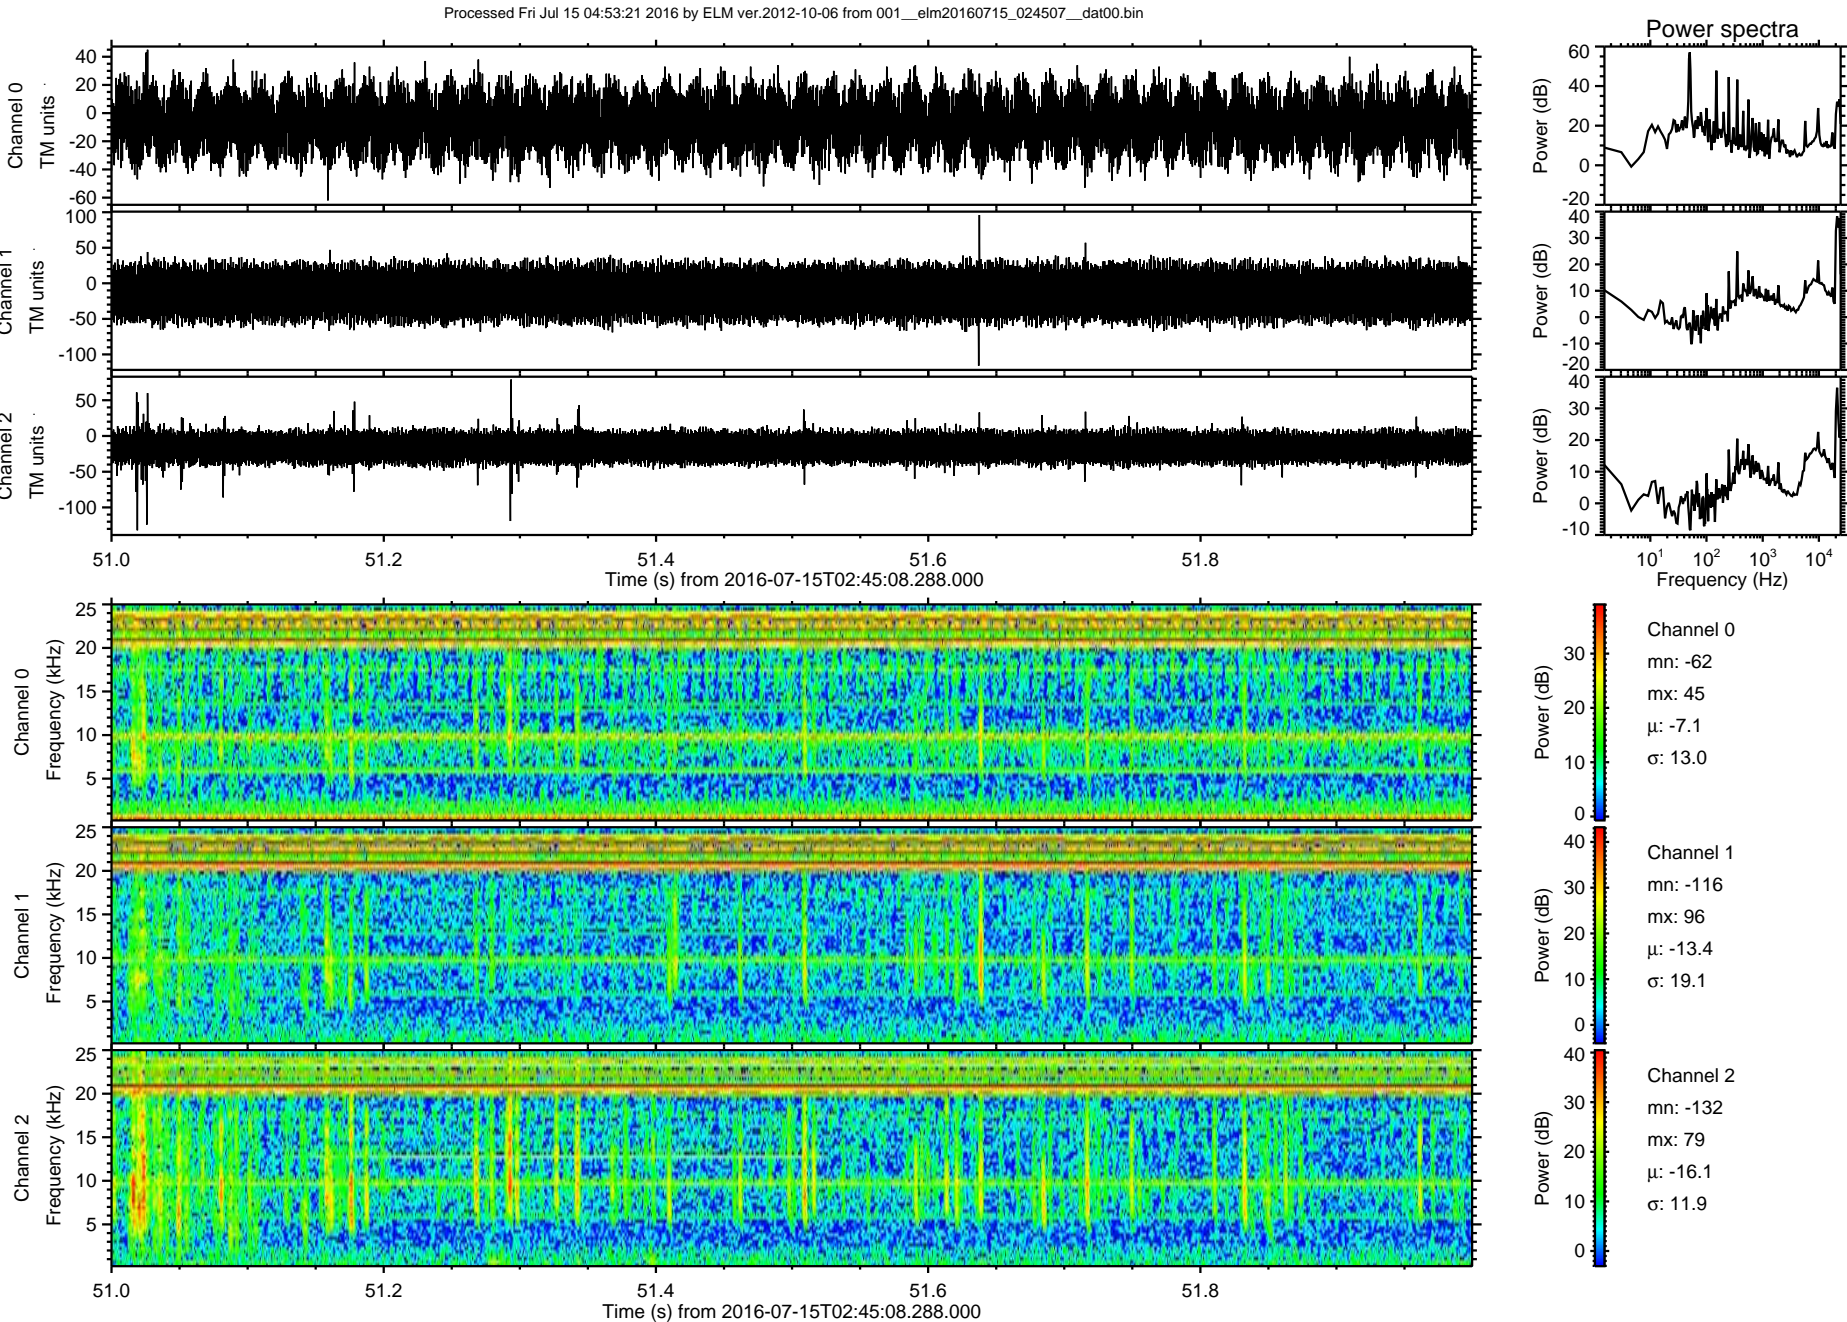 Processed Fri Jul 15 04:53:21 2016 by ELM ver.2012-10-06 from 001__elm20160715_024507__dat00.bin
Power spectra
Channel 0
TM units
40
20
0
-20
-40
-60
Power (dB)
60
40
20
0
-20
Channel 1
TM units
100
50
0
-50
-100
Power (dB)
40
30
20
10
0
-10
-20
Channel 2
TM units
50
0
-50
-100
Power (dB)
40
30
20
10
0
-10
51.0 51.2 51.4 51.6 51.8
Time (s) from 2016-07-15T02:45:08.288.000
10^1 10^2 10^3 10^4
Frequency (Hz)
Channel 0
Frequency (kHz)
25
20
15
10
5
Power (dB)
30
20
10
0
Channel 0
mn: -62
mx: 45
μ: -7.1
σ: 13.0
Channel 1
Frequency (kHz)
25
20
15
10
5
Power (dB)
40
30
20
10
0
Channel 1
mn: -116
mx: 96
μ: -13.4
σ: 19.1
Channel 2
Frequency (kHz)
25
20
15
10
5
Power (dB)
40
30
20
10
0
Channel 2
mn: -132
mx: 79
μ: -16.1
σ: 11.9
51.0 51.2 51.4 51.6 51.8
Time (s) from 2016-07-15T02:45:08.288.000